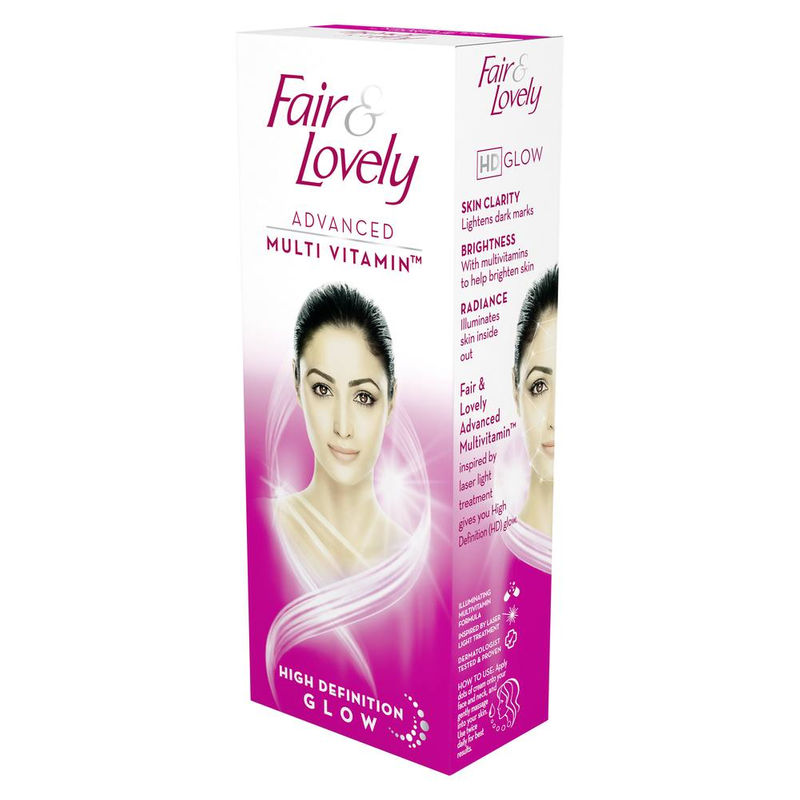 Fair &
Lovely
ADVANCED
MULTI VITAMIN™
HIGH DEFINITION
GLOW
Fair &
Lovely
HD GLOW
SKIN CLARITY
Lightens dark marks
BRIGHTNESS
With multivitamins
to help brighten skin
RADIANCE
Illuminates
skin inside
out
Fair &
Lovely
Advanced
Multivitamin™
inspired by
laser light
treatment
gives you High
Definition (HD) glow.
ILLUMINATING
MULTIVITAMIN
FORMULA
INSPIRED BY LASER
LIGHT TREATMENT
DERMATOLOGIST
TESTED & PROVEN
HOW TO USE: Apply
dots of cream onto your
face and neck, and
gently massage
into your skin.
Use twice
daily for best
results.